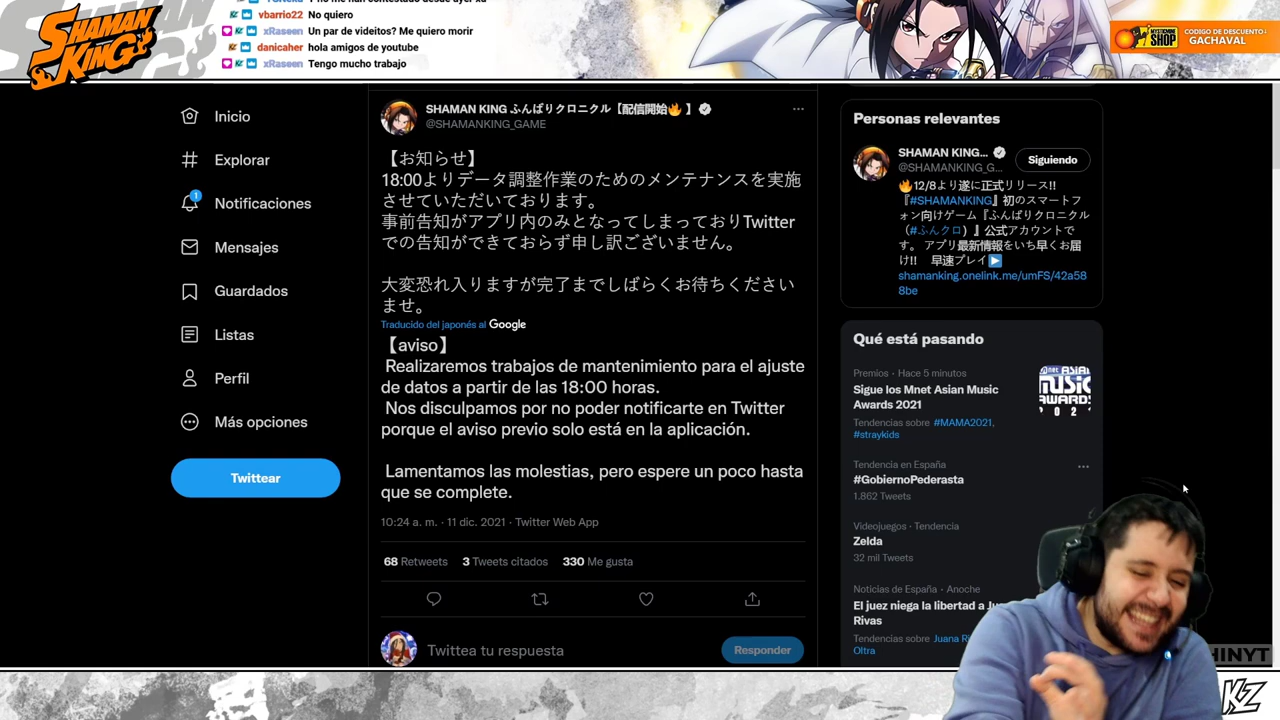 SHAMAN
KING
vbarrio22 No quiero
xRaseen Un par de videitos? Me quiero morir
danicaher hola amigos de youtube
xRaseen Tengo mucho trabajo
MYSTICMINE
SHOP
CODIGO DE DESCUENTO
GACHAVAL
Inicio
Explorar
1
Notificaciones
Mensajes
Guardados
Listas
Perfil
Más opciones
Twittear
SHAMAN KING ふんばりクロニクル【配信開始🔥 】
@SHAMANKING_GAME
【お知らせ】
18:00よりデータ調整作業のためのメンテナンスを実施
させていただいております。
事前告知がアプリ内のみとなってしまっておりTwitter
での告知ができておらず申し訳ございません。
大変恐れ入りますが完了までしばらくお待ちください
ませ。
Traducido del japonés al Google
【aviso】
Realizaremos trabajos de mantenimiento para el ajuste
de datos a partir de las 18:00 horas.
Nos disculpamos por no poder notificarte en Twitter
porque el aviso previo solo está en la aplicación.
Lamentamos las molestias, pero espere un poco hasta
que se complete.
10:24 a. m. · 11 dic. 2021 · Twitter Web App
68 Retweets 3 Tweets citados 330 Me gusta
Twittea tu respuesta
Responder
Personas relevantes
SHAMAN KING...
@SHAMANKING_G...
Siguiendo
🔥12/8より遂に正式リリース!!
『#SHAMANKING』初のスマートフ
ォン向けゲーム『ふんばりクロニクル
（#ふんクロ）』公式アカウントで
す。 アプリ最新情報をいち早くお届
け!! 早速プレイ▶
shamanking.onelink.me/umFS/42a58
8be
Qué está pasando
Premios · Hace 5 minutos
Sigue los Mnet Asian Music
Awards 2021
Tendencias sobre #MAMA2021,
#straykids
Mnet ASIAN
MUSIC
AWARDS
2021
Tendencia en España
#GobiernoPederasta
1.862 Tweets
Videojuegos · Tendencia
Zelda
32 mil Tweets
Noticias de España · Anoche
El juez niega la libertad a
Rivas
Tendencias sobre Juana
Oltra
HINYT
KZ